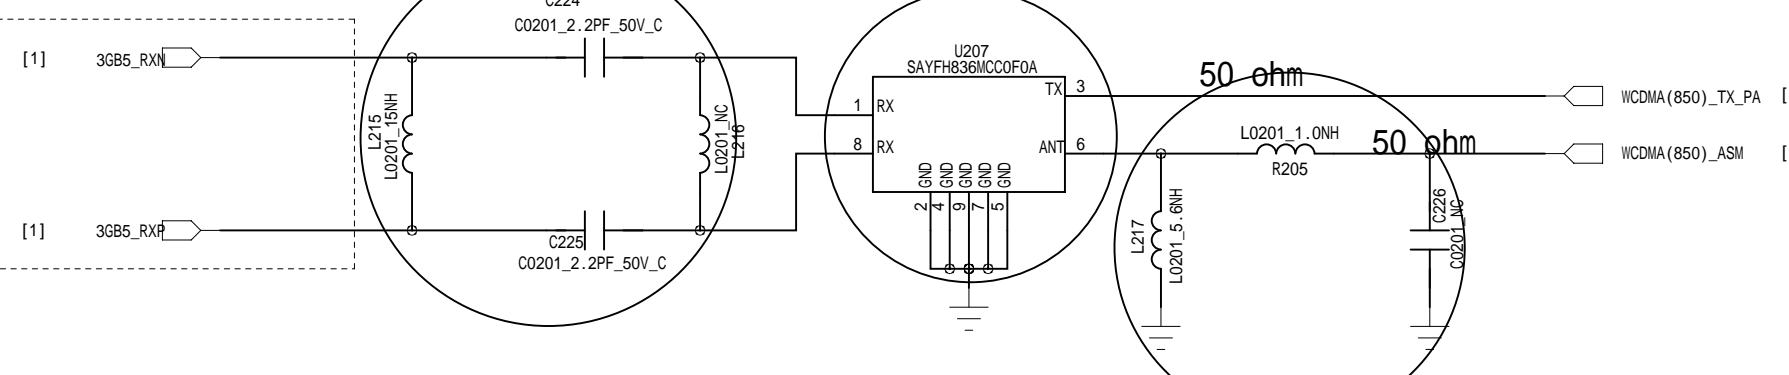 C224
C0201_2.2PF_50V_C
[1]
3GB5_RXN
U207
SAYFH836MCC0F0A
50 ohm
TX
3
WCDMA(850)_TX_PA
[
1
RX
L215
L0201_15NH
L0201_NC
L216
8
RX
ANT
6
L0201_1.0NH
50 ohm
R205
WCDMA(850)_ASM
[
GND
GND
GND
GND
GND
2
4
9
7
5
[1]
3GB5_RXP
C225
C0201_2.2PF_50V_C
L217
L0201_5.6NH
C226
C0201_NC